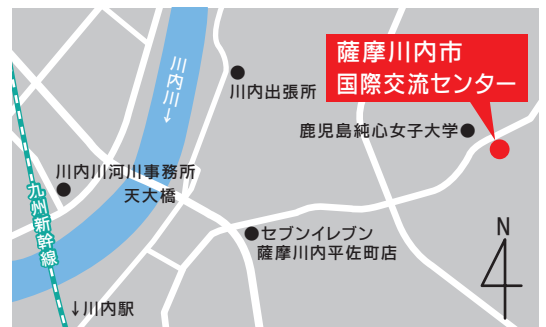 薩摩川内市
国際交流センター
川内川↓
川内出張所
鹿児島純心女子大学
川内川河川事務所
天大橋
九州新幹線
セブンイレブン
薩摩川内平佐町店
N
↓川内駅